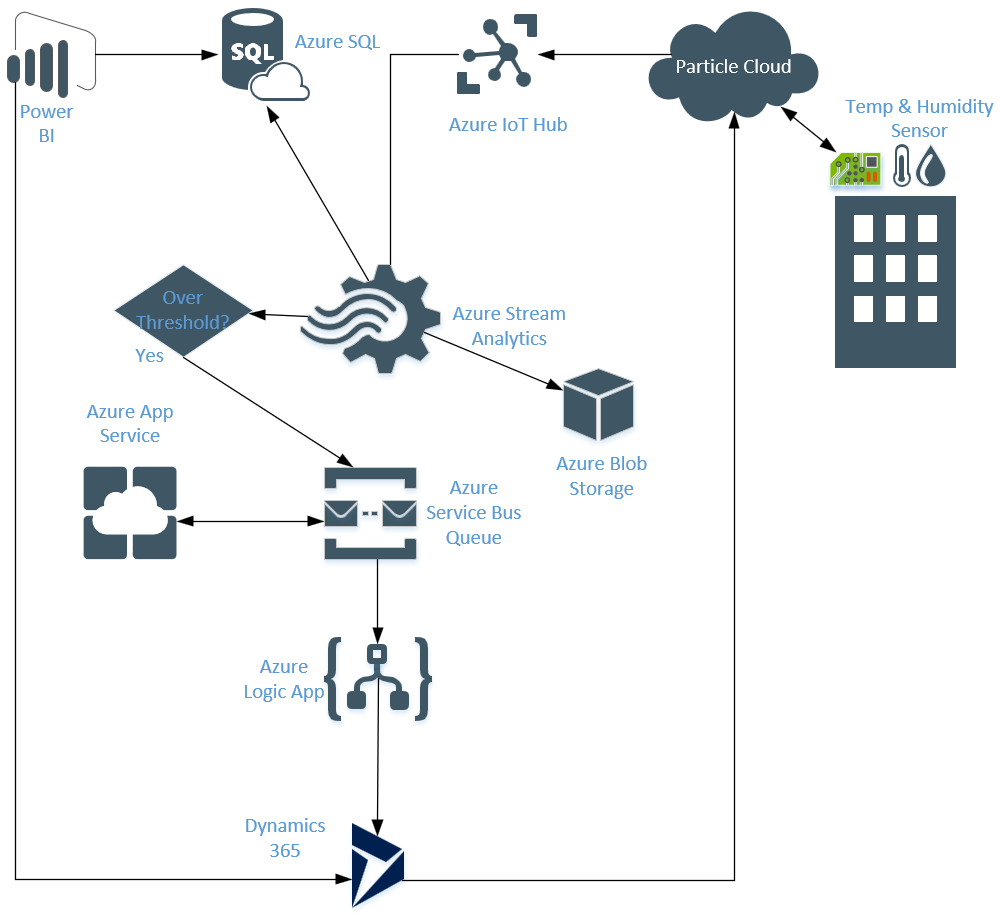 SQL
Azure SQL
Power
BI
Azure IoT Hub
Particle Cloud
Temp & Humidity
Sensor
Over
Threshold?
Yes
Azure Stream
Analytics
Azure Blob
Storage
Azure App
Service
Azure
Service Bus
Queue
Azure
Logic App
Dynamics
365